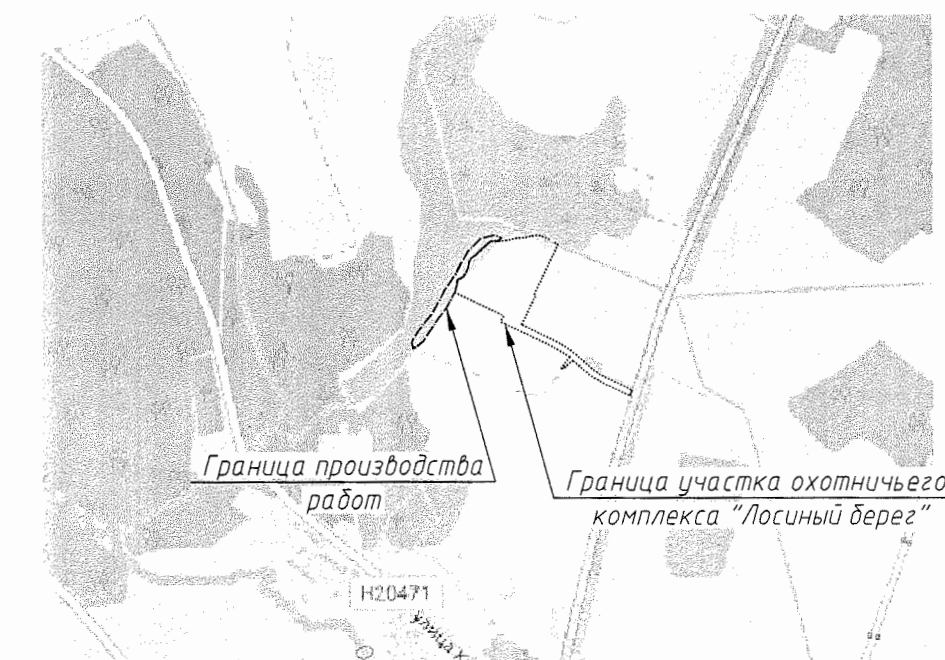 Граница производства
работ
Граница участка охотничьего
комплекса "Лосиный берег"
Н20471
улица